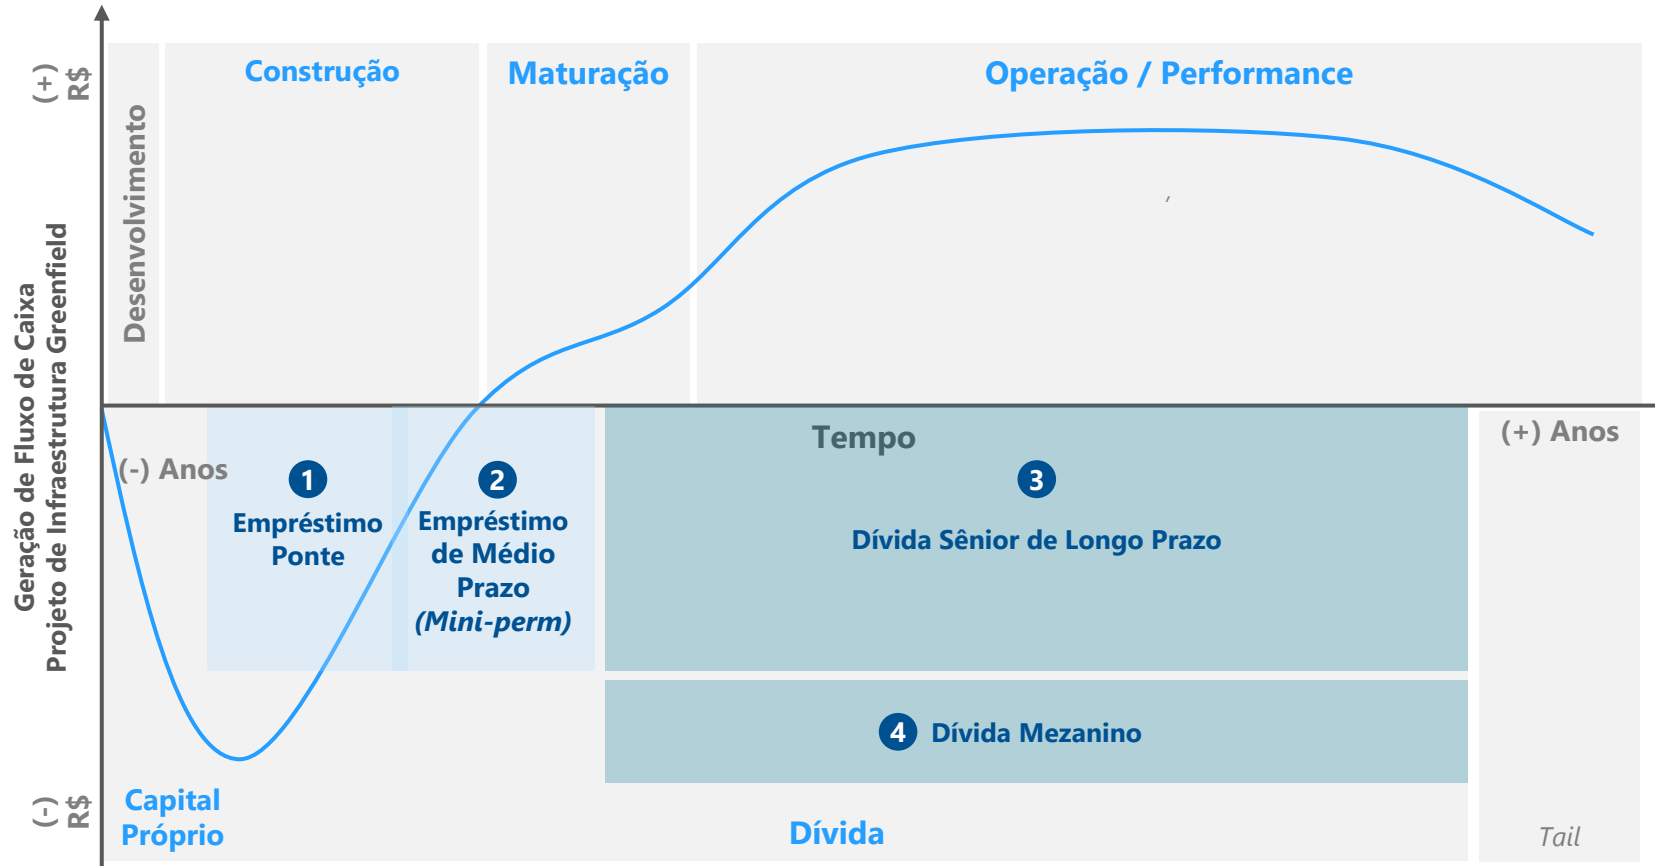 (+)
R$
Geração de Fluxo de Caixa
Projeto de Infraestrutura Greenfield
(-)
R$
Desenvolvimento
Construção
Maturação
Operação / Performance
,
Tempo
(-) Anos
(+) Anos
1
Empréstimo
Ponte
2
Empréstimo
de Médio
Prazo
(Mini-perm)
3
Dívida Sênior de Longo Prazo
4 Dívida Mezanino
Capital
Próprio
Dívida
Tail